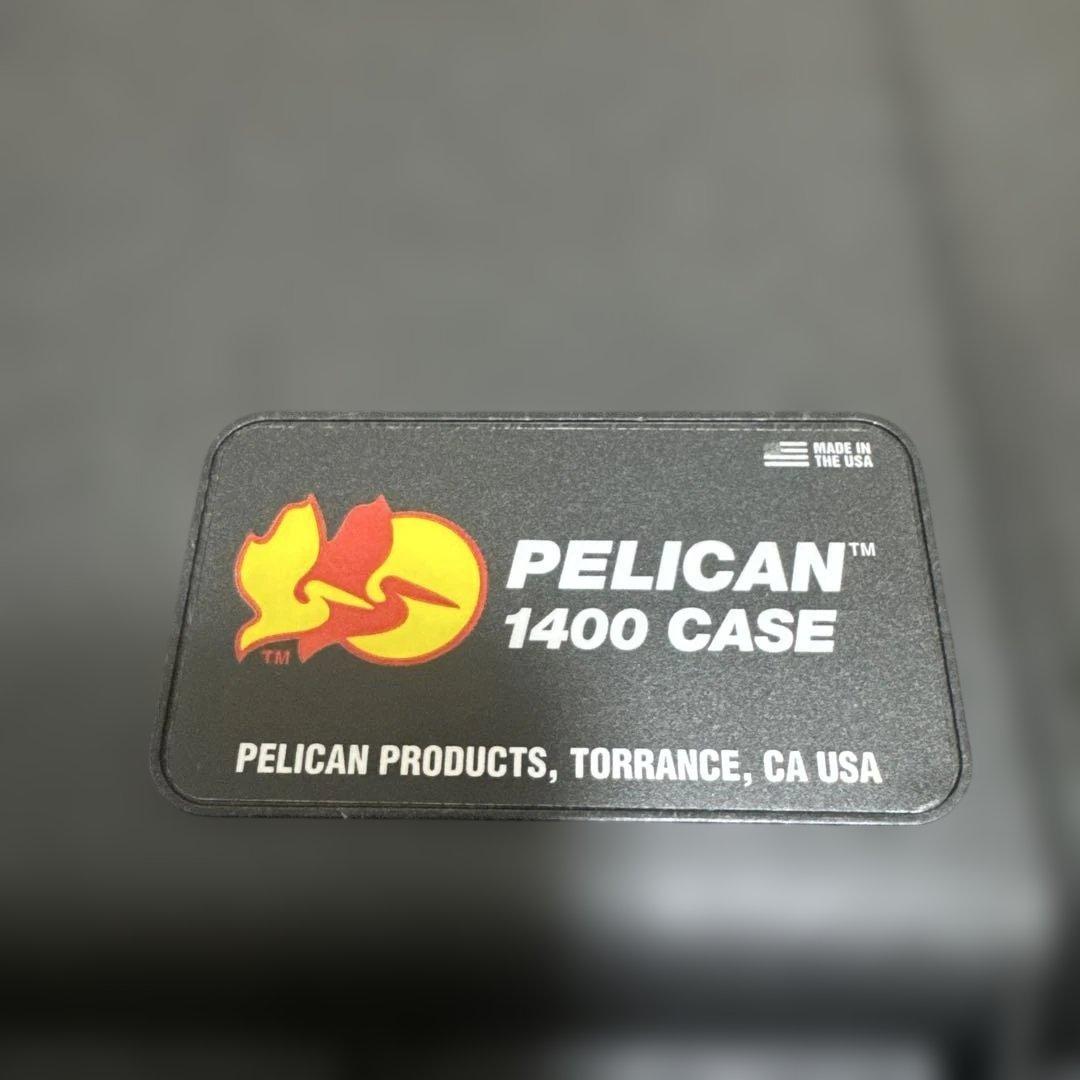 MADE IN
THE USA
PELICAN™
1400 CASE
TM
PELICAN PRODUCTS, TORRANCE, CA USA